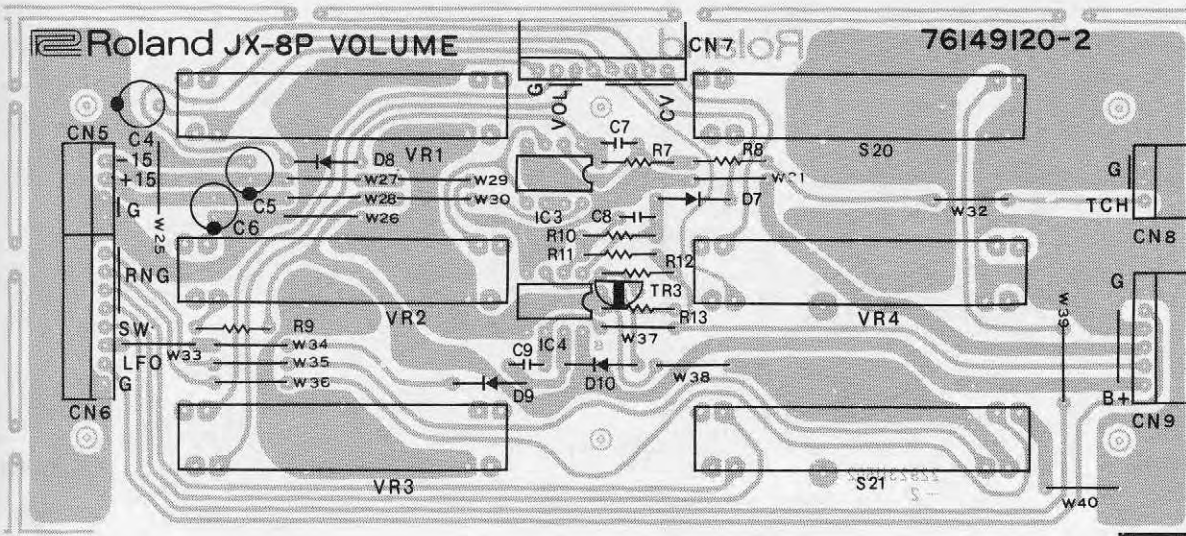 Roland JX-8P VOLUME
Roland
76149120-2
CN7
G
VOL
CV
CN5
C4
-15
+15
G
W25
C5
C6
VR1
D8
W27
W28
W26
W29
W30
C7
R7
R8
S20
IC3
C8
D7
R10
R11
R12
TR3
R13
W32
G
TCH
CN8
RNG
SW
LFO
G
CN6
W33
R9
W34
W35
W36
VR2
C9
IC4
D9
D10
W37
W38
VR4
W39
G
B+
CN9
VR3
S21
W40